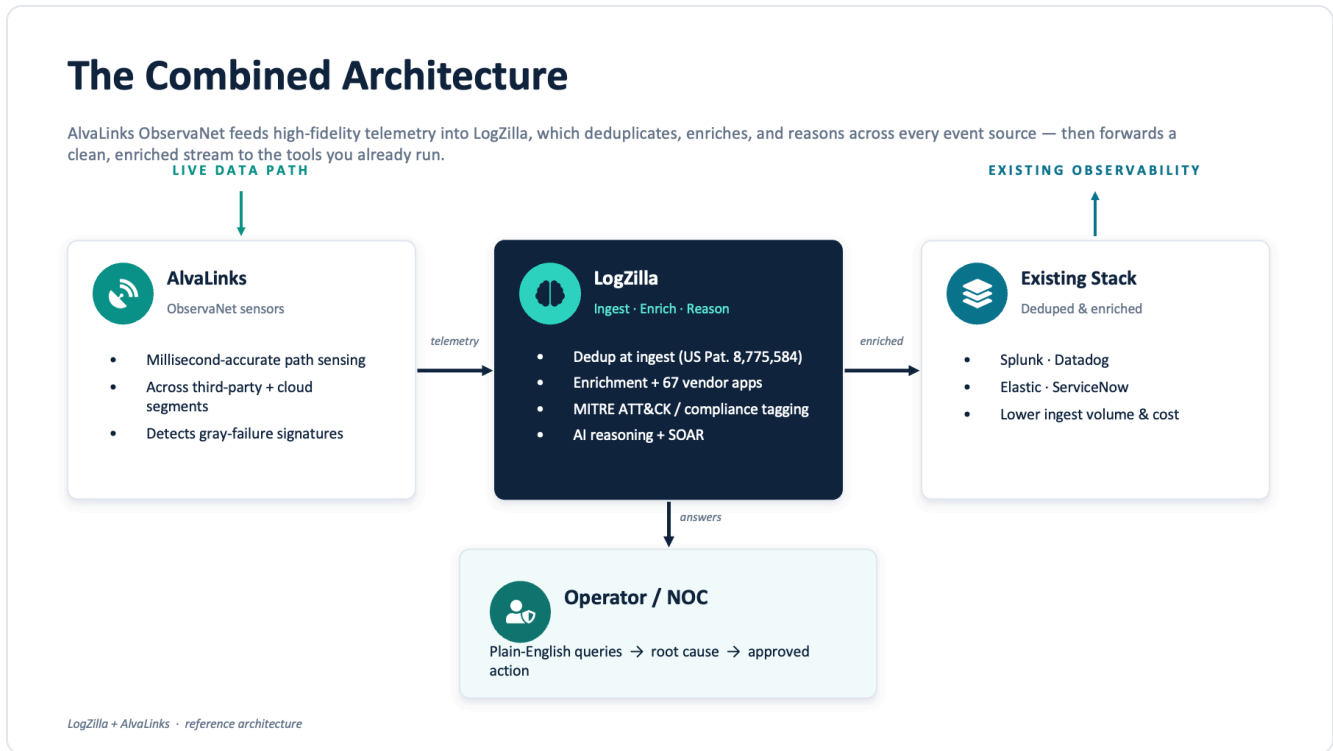 The Combined Architecture
AlvaLinks ObservaNet feeds high-fidelity telemetry into LogZilla, which deduplicates, enriches, and reasons across every event source — then forwards a
clean, enriched stream to the tools you already run.
LIVE DATA PATH
EXISTING OBSERVABILITY
AlvaLinks
ObservaNet sensors
• Millisecond-accurate path sensing
• Across third-party + cloud
segments
• Detects gray-failure signatures
telemetry
LogZilla
Ingest · Enrich · Reason
• Dedup at ingest (US Pat. 8,775,584)
• Enrichment + 67 vendor apps
• MITRE ATT&CK / compliance tagging
• AI reasoning + SOAR
enriched
Existing Stack
Deduped & enriched
• Splunk · Datadog
• Elastic · ServiceNow
• Lower ingest volume & cost
answers
Operator / NOC
Plain-English queries → root cause → approved
action
LogZilla + AlvaLinks · reference architecture